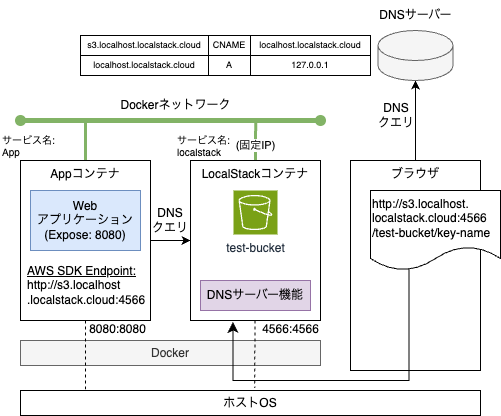 DNSサーバー
s3.localhost.localstack.cloud CNAME localhost.localstack.cloud
localhost.localstack.cloud A 127.0.0.1
Dockerネットワーク
DNS
クエリ
サービス名:
App
サービス名:
localstack
(固定IP)
Appコンテナ
Web
アプリケーション
(Expose: 8080)
AWS SDK Endpoint:
http://s3.localhost
.localstack.cloud:4566
DNS
クエリ
LocalStackコンテナ
test-bucket
DNSサーバー機能
ブラウザ
http://s3.localhost.
localstack.cloud:4566
/test-bucket/key-name
8080:8080
4566:4566
Docker
ホストOS